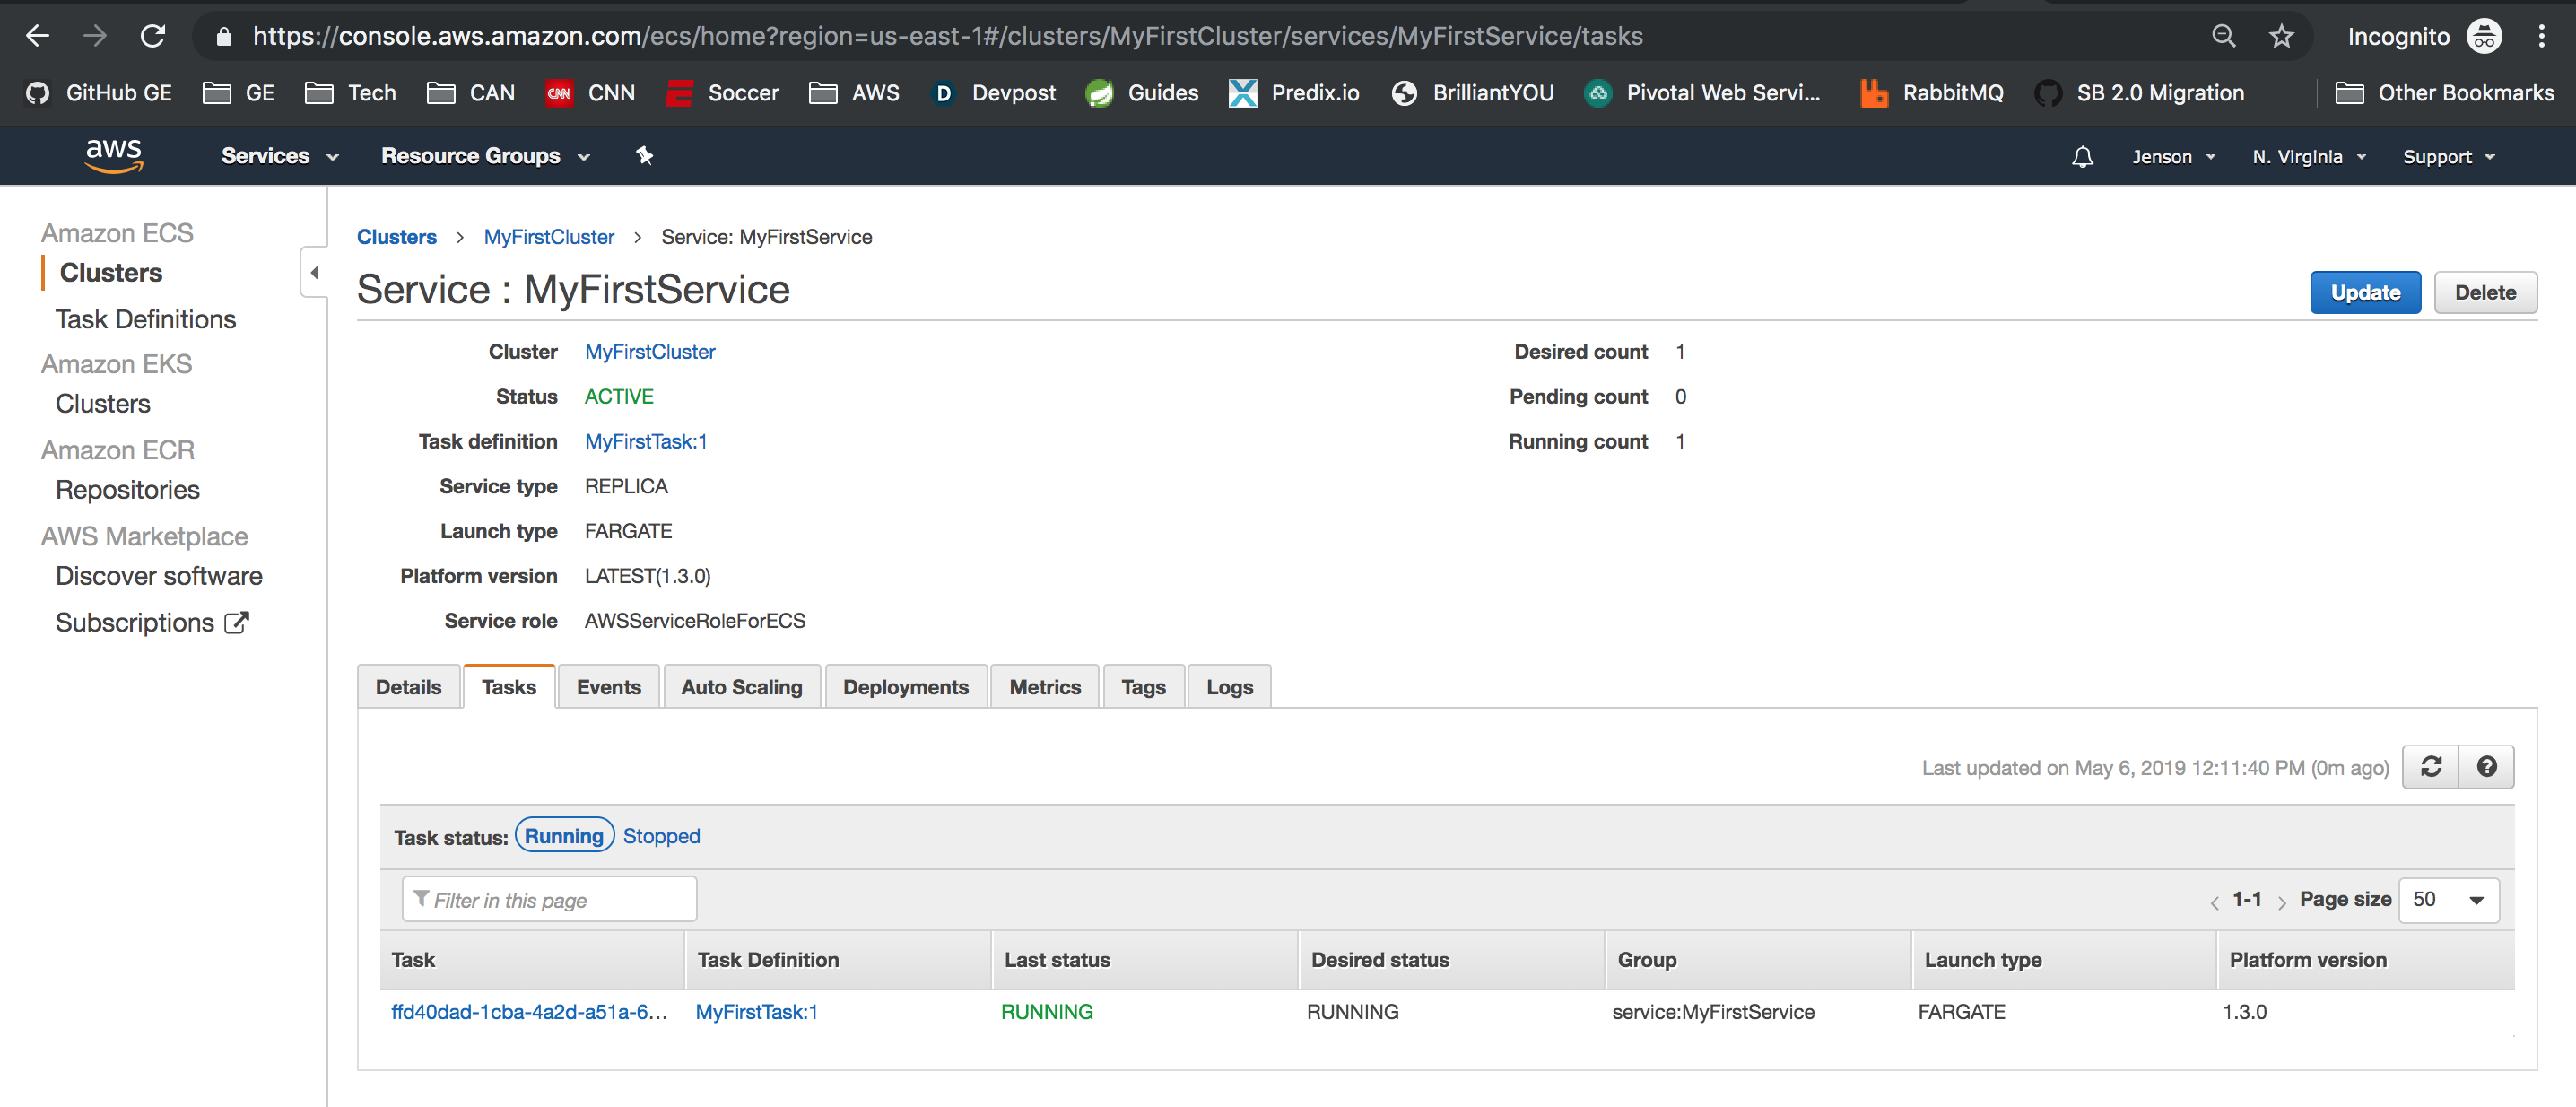 https://console.aws.amazon.com/ecs/home?region=us-east-1#/clusters/MyFirstCluster/services/MyFirstService/tasks Incognito
GitHub GE GE Tech CAN CNN CNN Soccer AWS D Devpost Guides Predix.io BrilliantYOU Pivotal Web Servi... RabbitMQ SB 2.0 Migration Other Bookmarks
aws Services Resource Groups Jenson N. Virginia Support
Amazon ECS
Clusters
Task Definitions
Amazon EKS
Clusters
Amazon ECR
Repositories
AWS Marketplace
Discover software
Subscriptions
Clusters > MyFirstCluster > Service: MyFirstService
Service : MyFirstService
Update Delete
Cluster MyFirstCluster
Status ACTIVE
Task definition MyFirstTask:1
Service type REPLICA
Launch type FARGATE
Platform version LATEST(1.3.0)
Service role AWSServiceRoleForECS
Desired count 1
Pending count 0
Running count 1
Details Tasks Events Auto Scaling Deployments Metrics Tags Logs
Last updated on May 6, 2019 12:11:40 PM (0m ago)
Task status: Running Stopped
Filter in this page
< 1-1 > Page size 50
Task Task Definition Last status Desired status Group Launch type Platform version
ffd40dad-1cba-4a2d-a51a-6... MyFirstTask:1 RUNNING RUNNING service:MyFirstService FARGATE 1.3.0